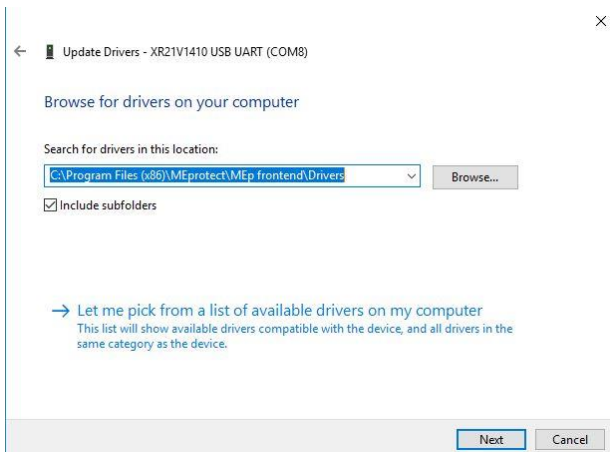 Update Drivers - XR21V1410 USB UART (COM8)
Browse for drivers on your computer
Search for drivers in this location:
C:\Program Files (x86)\MEprotect\MEp frontend\Drivers
Browse...
Include subfolders
Let me pick from a list of available drivers on my computer
This list will show available drivers compatible with the device, and all drivers in the
same category as the device.
Next
Cancel